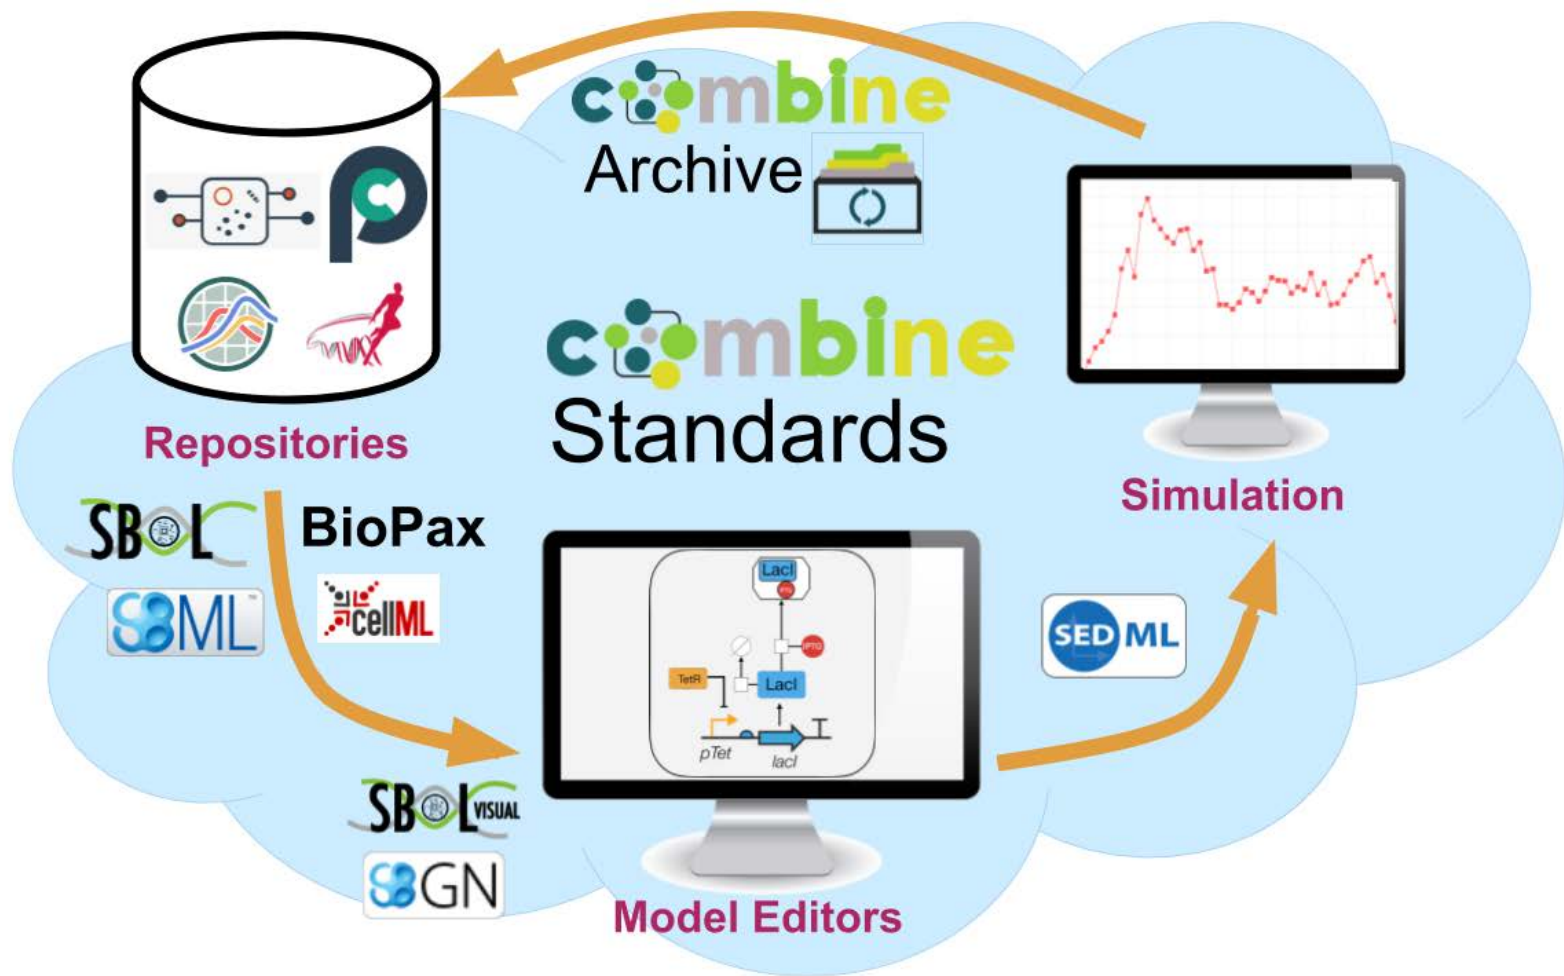 combine
Archive
combine
Standards
Repositories
Simulation
SBOL
BioPax
SBML
cellML
SED ML
LacI
IPTG
TetR
LacI
pTet
lacI
SBOL VISUAL
SBGN
Model Editors